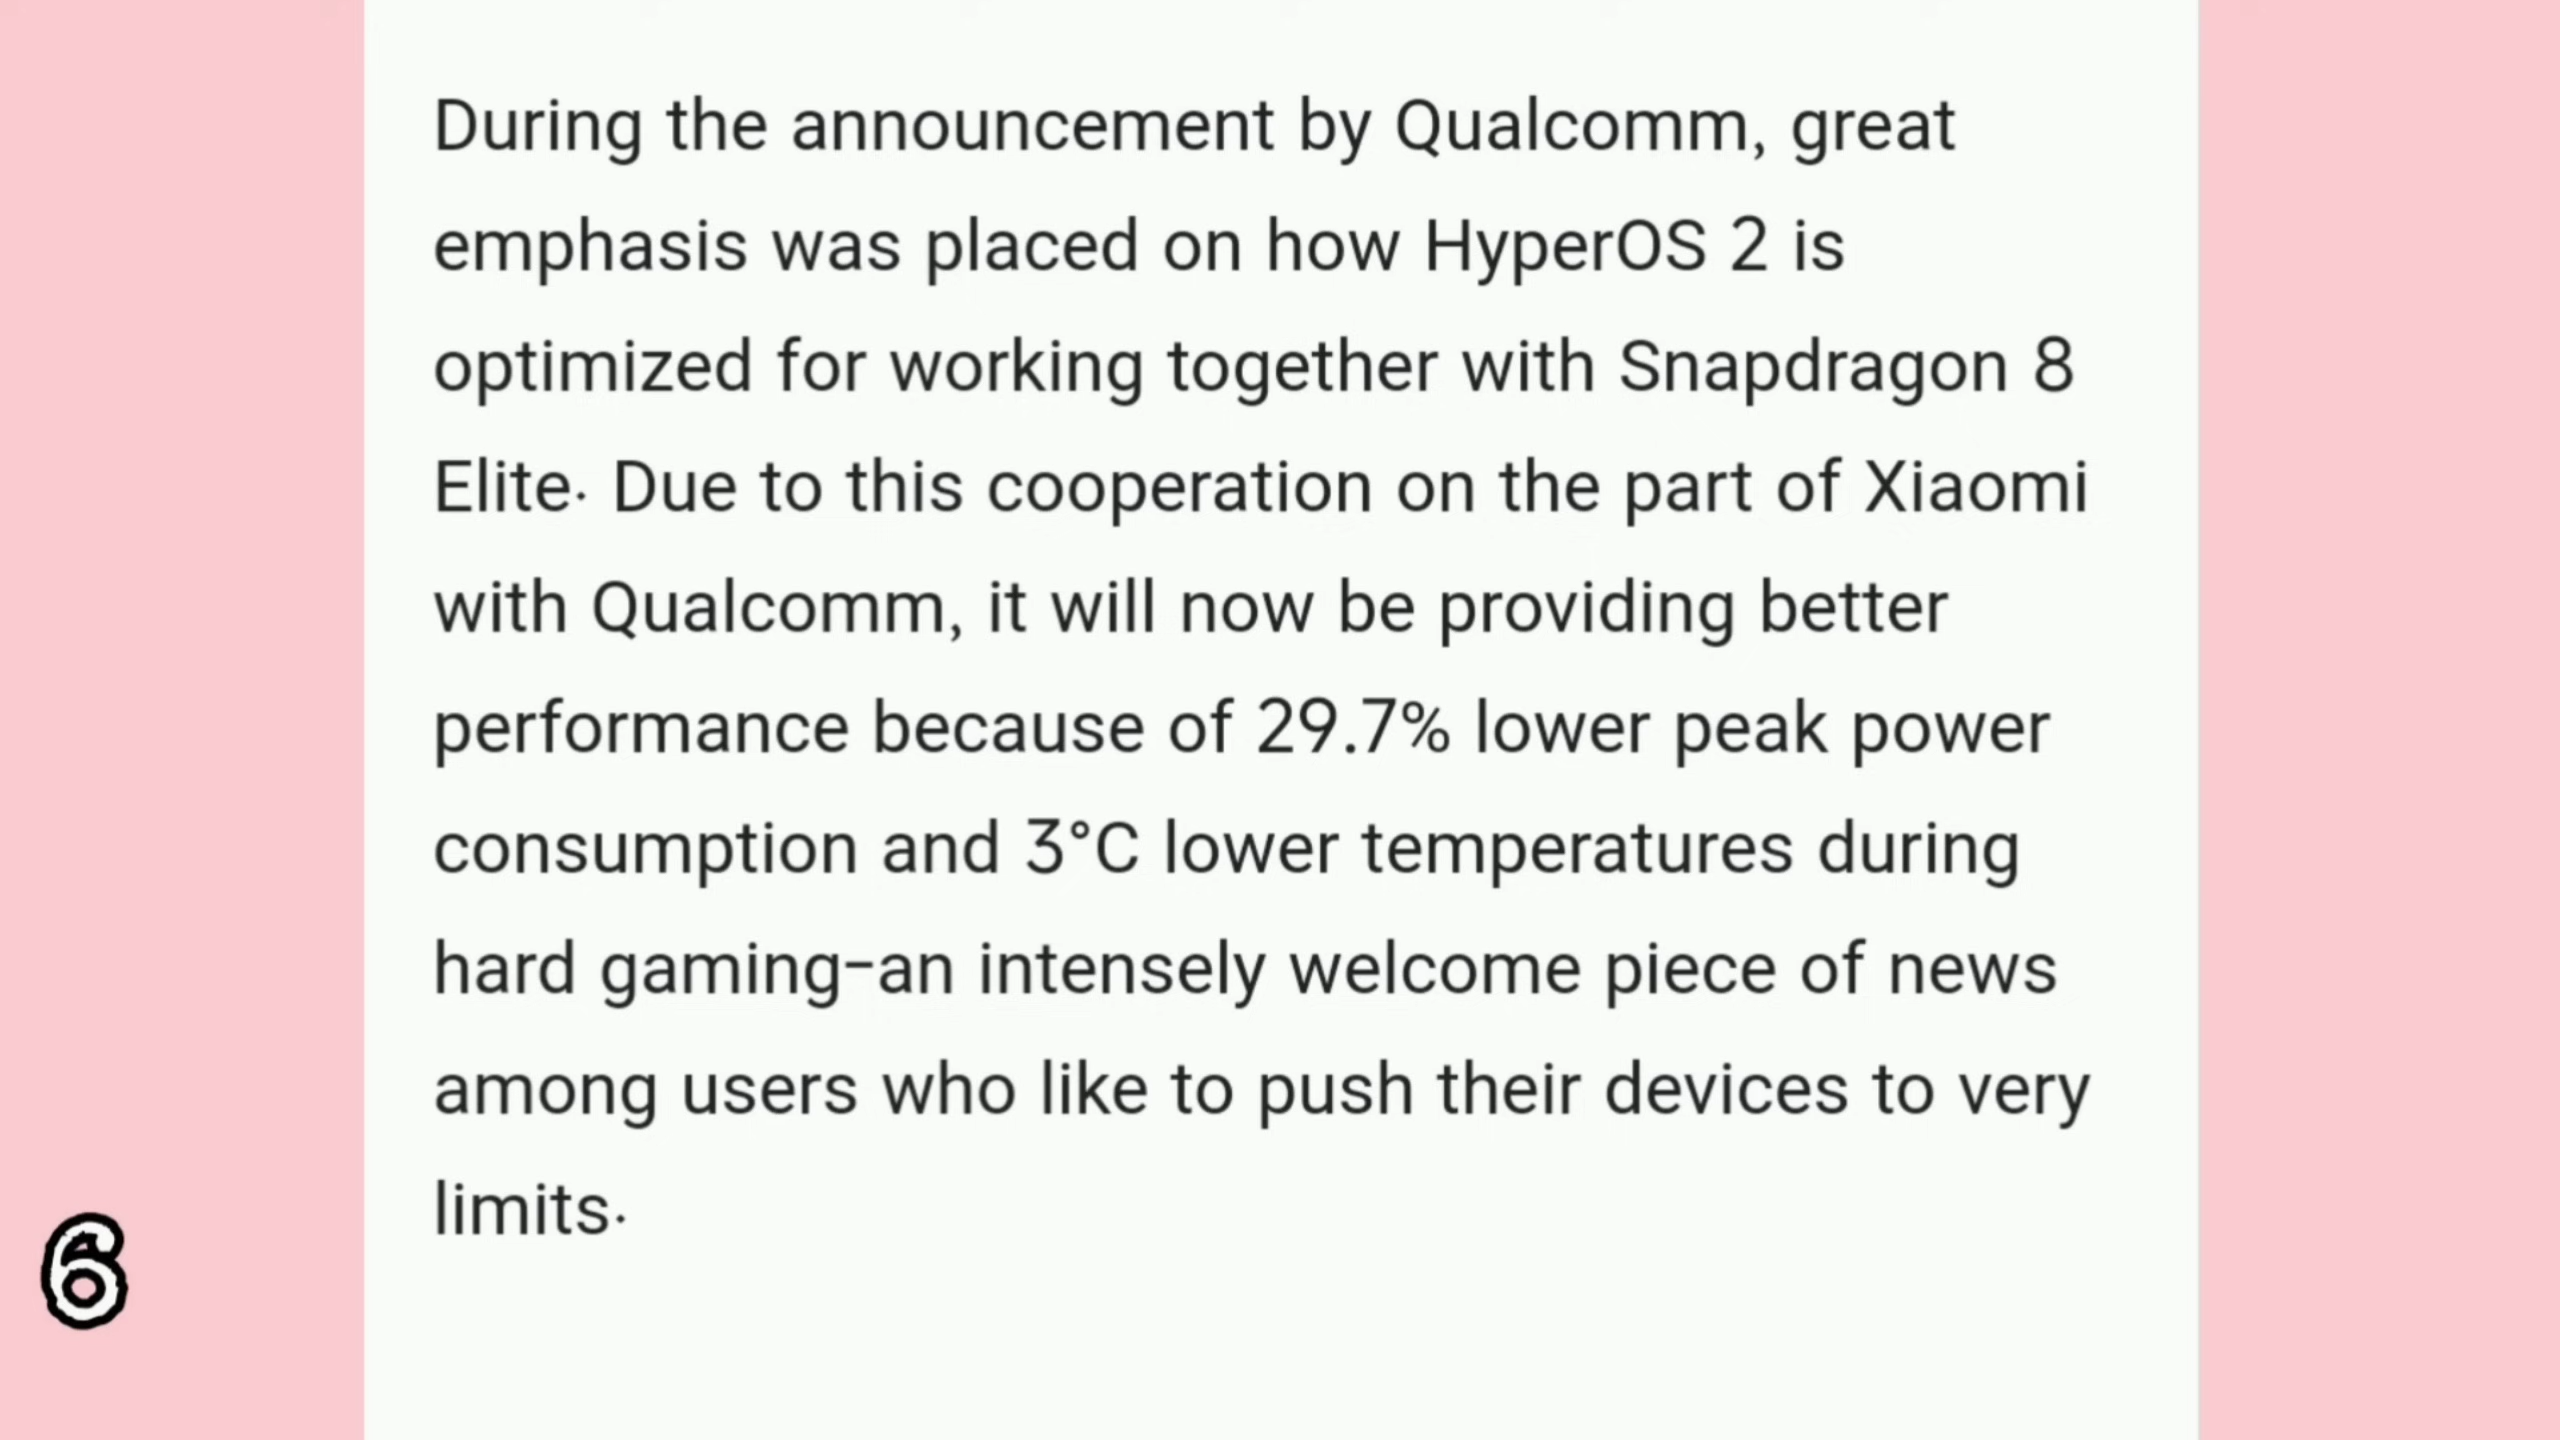 During the announcement by Qualcomm, great
emphasis was placed on how HyperOS 2 is
optimized for working together with Snapdragon 8
Elite. Due to this cooperation on the part of Xiaomi
with Qualcomm, it will now be providing better
performance because of 29.7% lower peak power
consumption and 3°C lower temperatures during
hard gaming–an intensely welcome piece of news
among users who like to push their devices to very
limits.
6